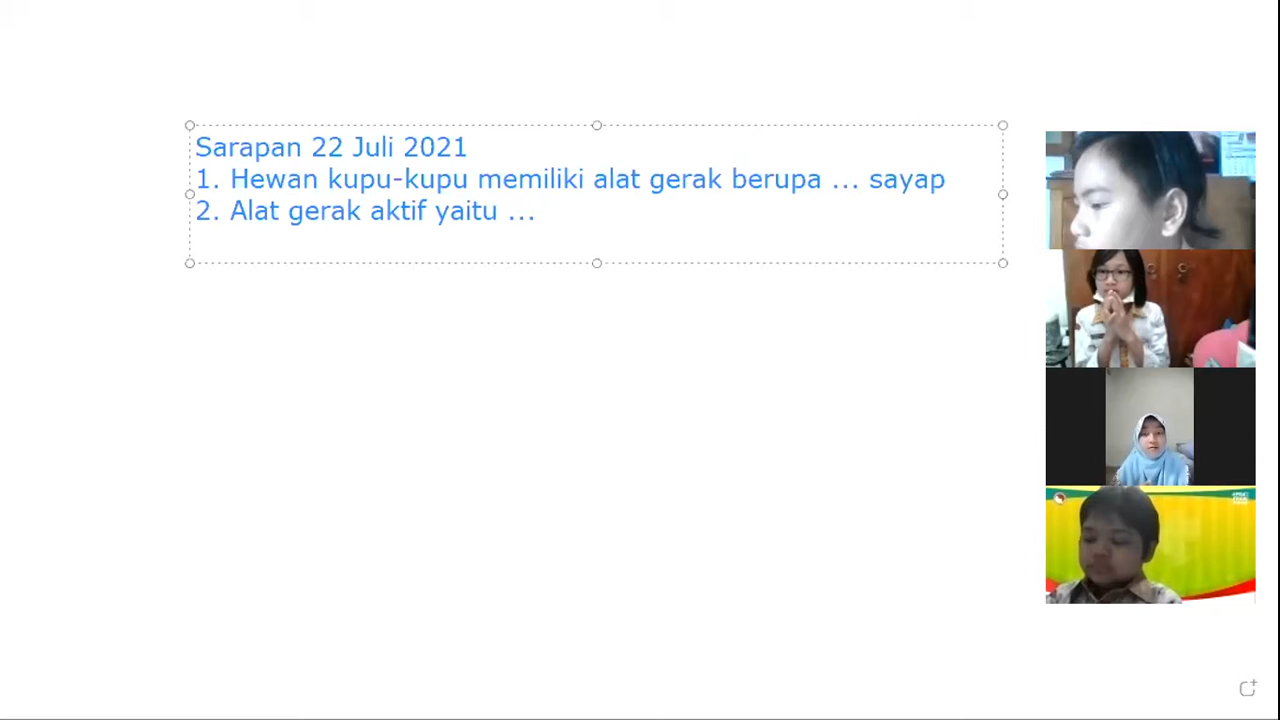 Sarapan 22 Juli 2021
1. Hewan kupu-kupu memiliki alat gerak berupa ... sayap
2. Alat gerak aktif yaitu ...